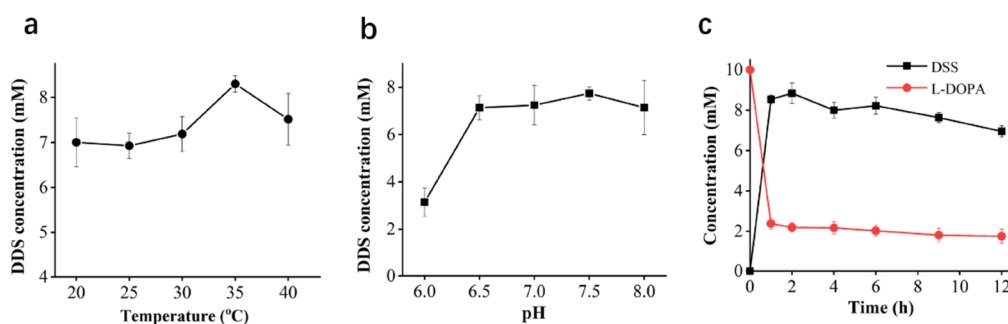 a
b
c
DDS concentration (mM)
8
7
6
4
20 25 30 35 40
Temperature (ºC)
DDS concentration (mM)
8
6
4
2
0
6.0 6.5 7.0 7.5 8.0
pH
Concentration (mM)
10
8
6
4
2
0
DSS
L-DOPA
0 2 4 6 8 10 12
Time (h)